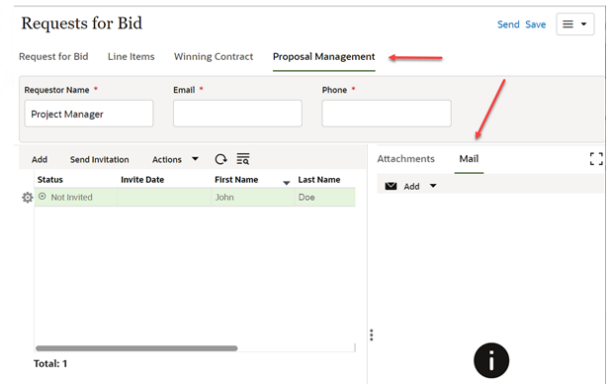 Requests for Bid
Send Save
Request for Bid Line Items Winning Contract Proposal Management
Requestor Name * Email * Phone *
Project Manager
Add Send Invitation Actions
Attachments Mail
Status Invite Date First Name Last Name
Add
Not Invited John Doe
Total: 1
i